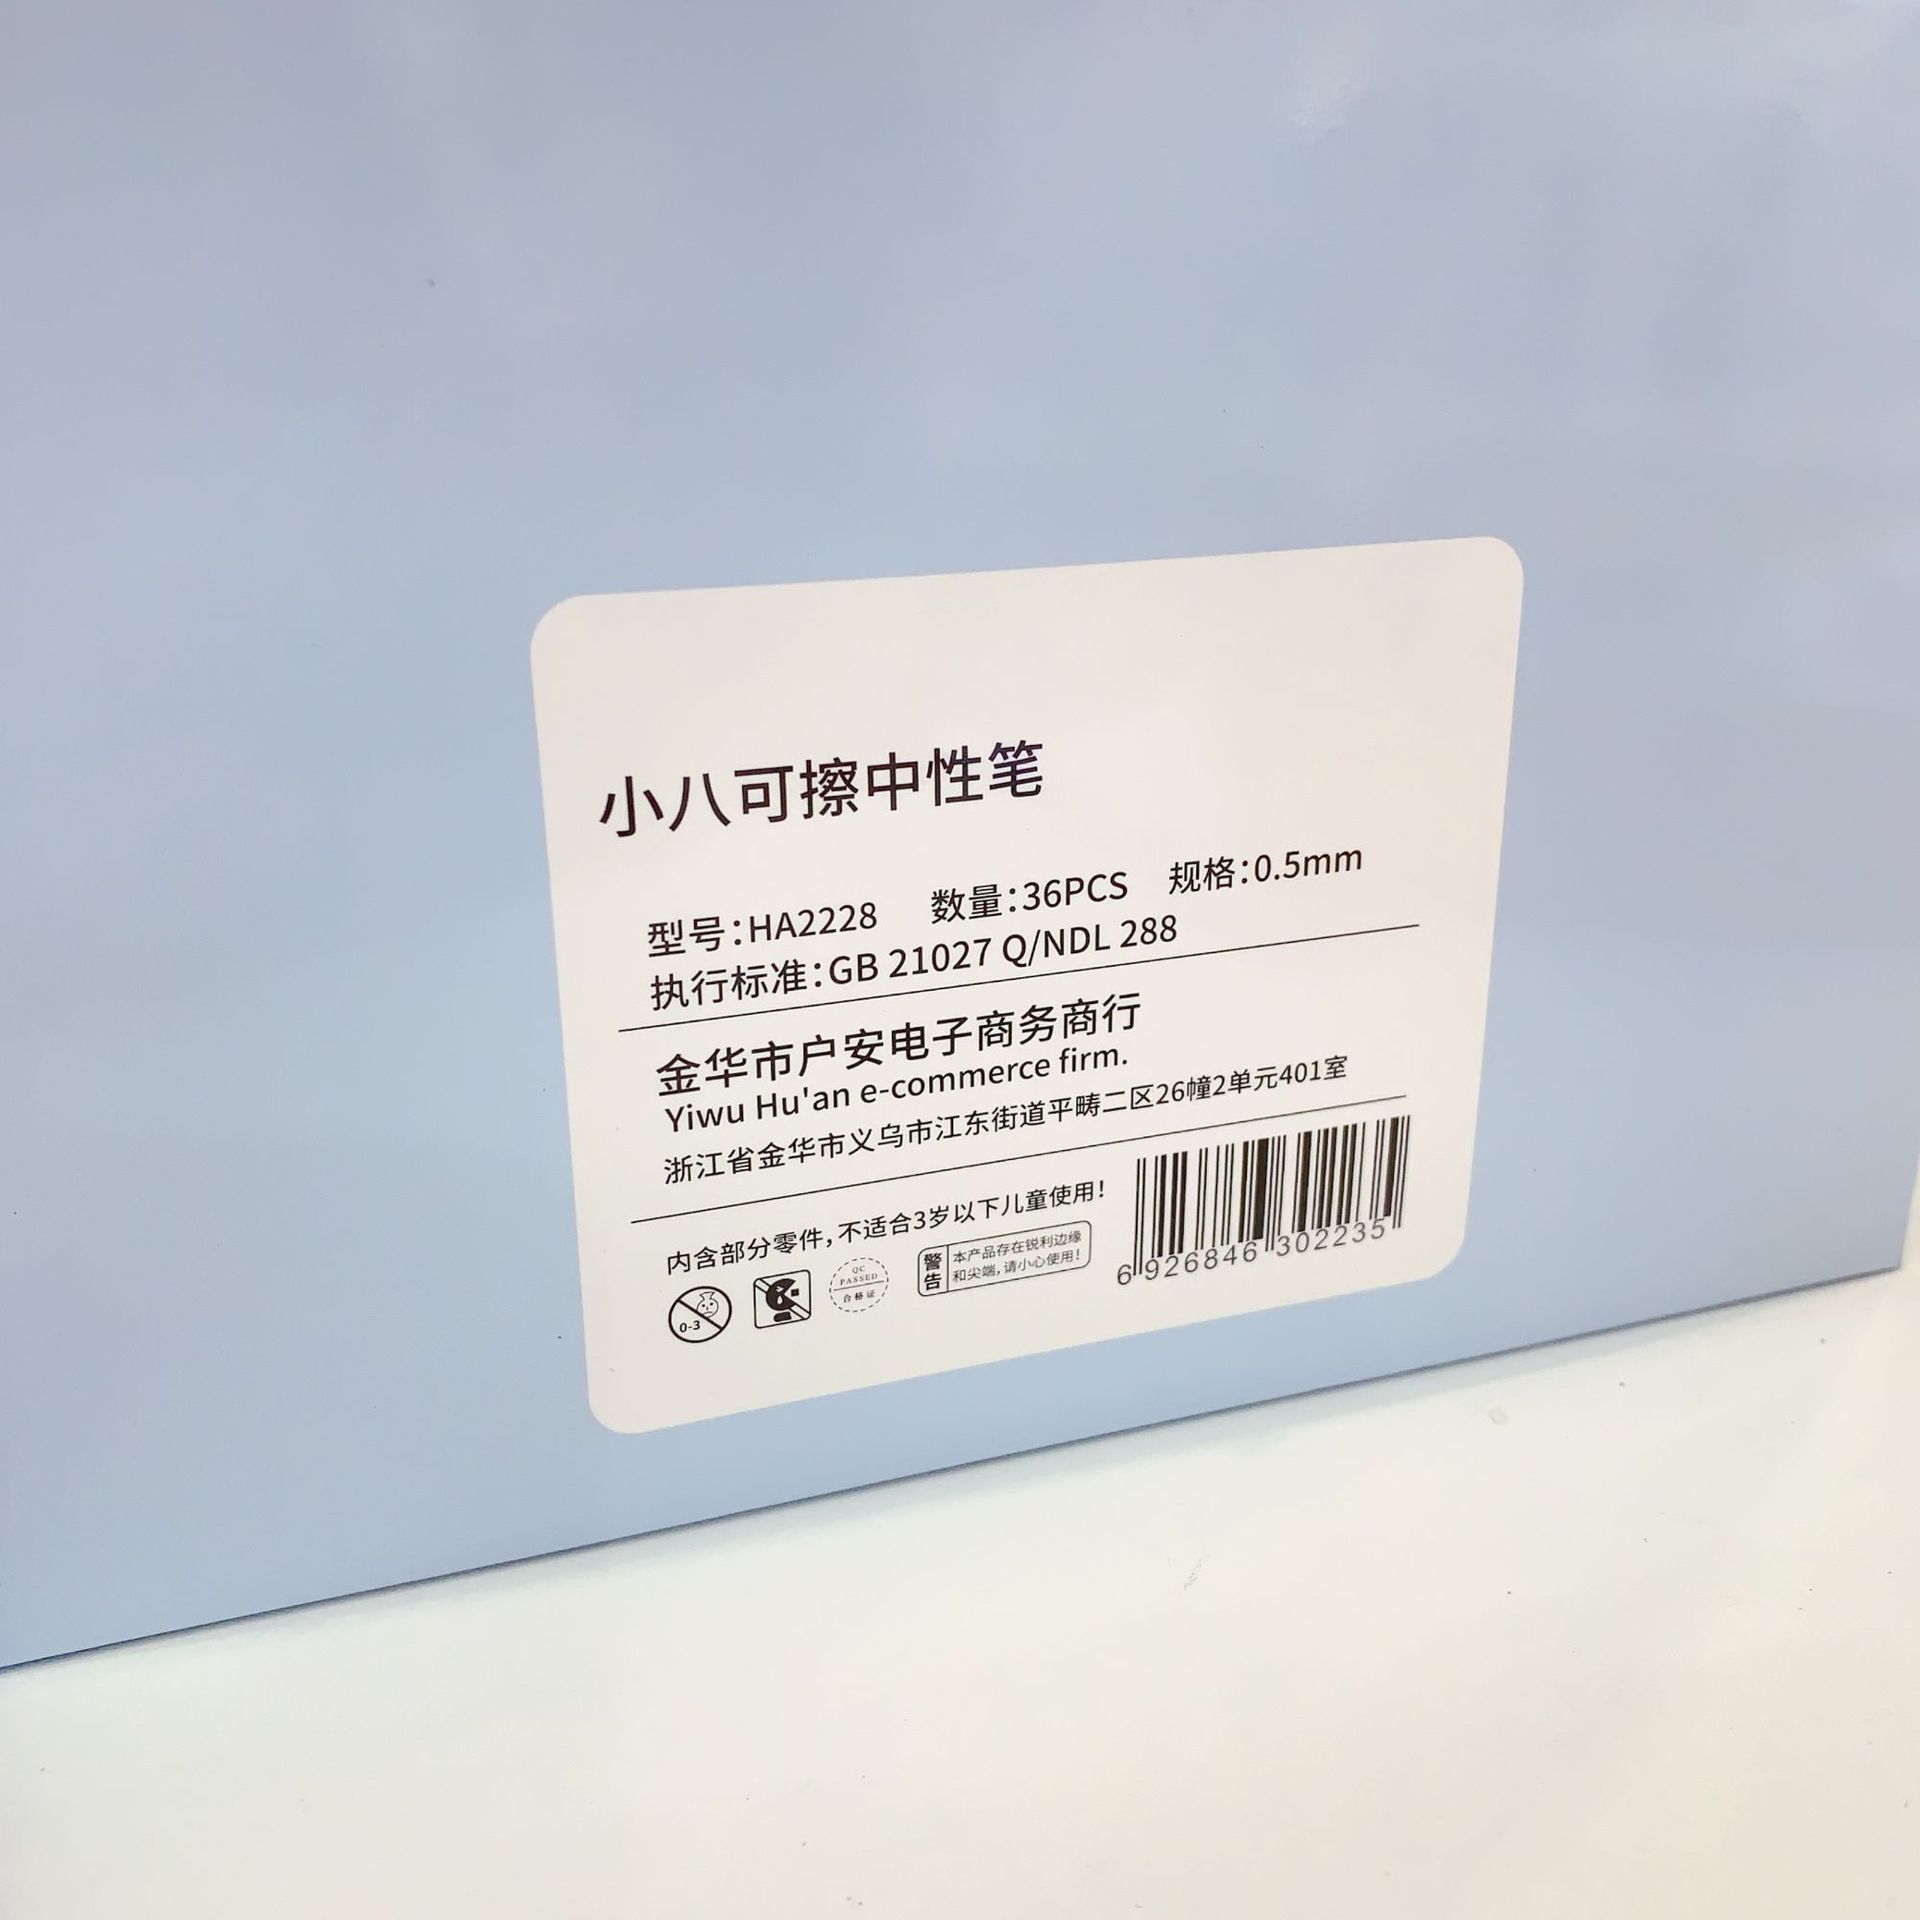 小八可擦中性笔
型号:HA2228 数量:36PCS 规格:0.5mm
执行标准:GB 21027 Q/NDL 288
金华市户安电子商务商行
Yiwu Hu'an e-commerce firm.
浙江省金华市义乌市江东街道平畴二区26幢2单元401室
内含部分零件,不适合3岁以下儿童使用!
0-3
QC
PASSED
合格证
警告
本产品存在锐利边缘
和尖端,请小心使用!
6 926846 302235